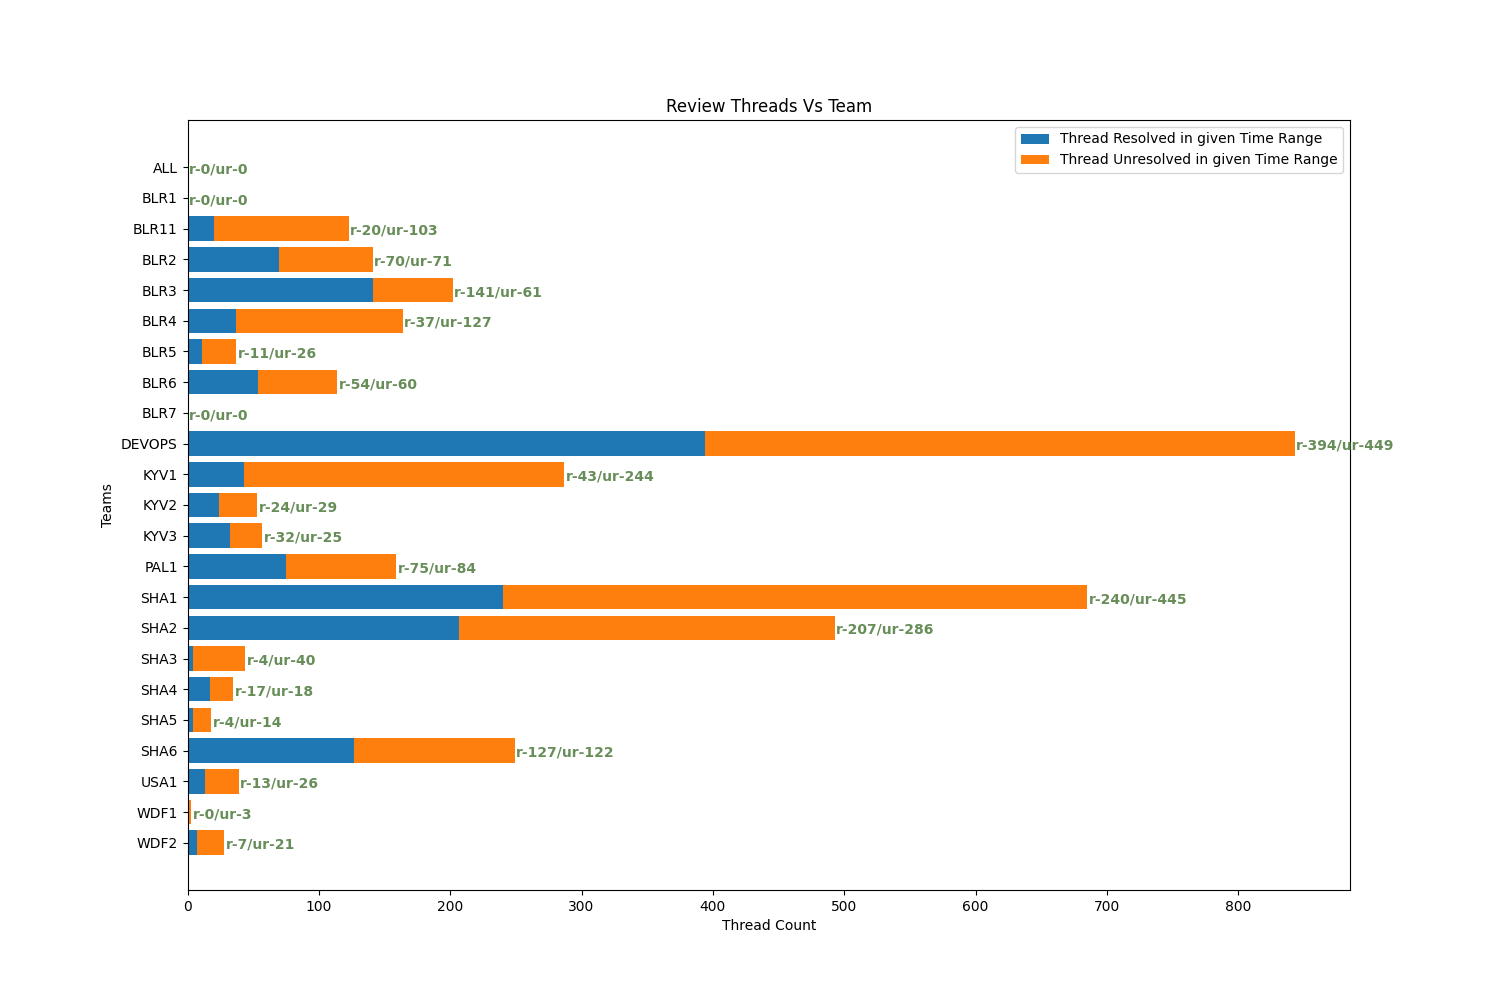 Review Threads Vs Team
Thread Resolved in given Time Range
Thread Unresolved in given Time Range
ALL r-0/ur-0
BLR1 r-0/ur-0
BLR11 r-20/ur-103
BLR2 r-70/ur-71
BLR3 r-141/ur-61
BLR4 r-37/ur-127
BLR5 r-11/ur-26
BLR6 r-54/ur-60
BLR7 r-0/ur-0
DEVOPS r-394/ur-449
KYV1 r-43/ur-244
KYV2 r-24/ur-29
KYV3 r-32/ur-25
PAL1 r-75/ur-84
SHA1 r-240/ur-445
SHA2 r-207/ur-286
SHA3 r-4/ur-40
SHA4 r-17/ur-18
SHA5 r-4/ur-14
SHA6 r-127/ur-122
USA1 r-13/ur-26
WDF1 r-0/ur-3
WDF2 r-7/ur-21
Teams
0 100 200 300 400 500 600 700 800
Thread Count